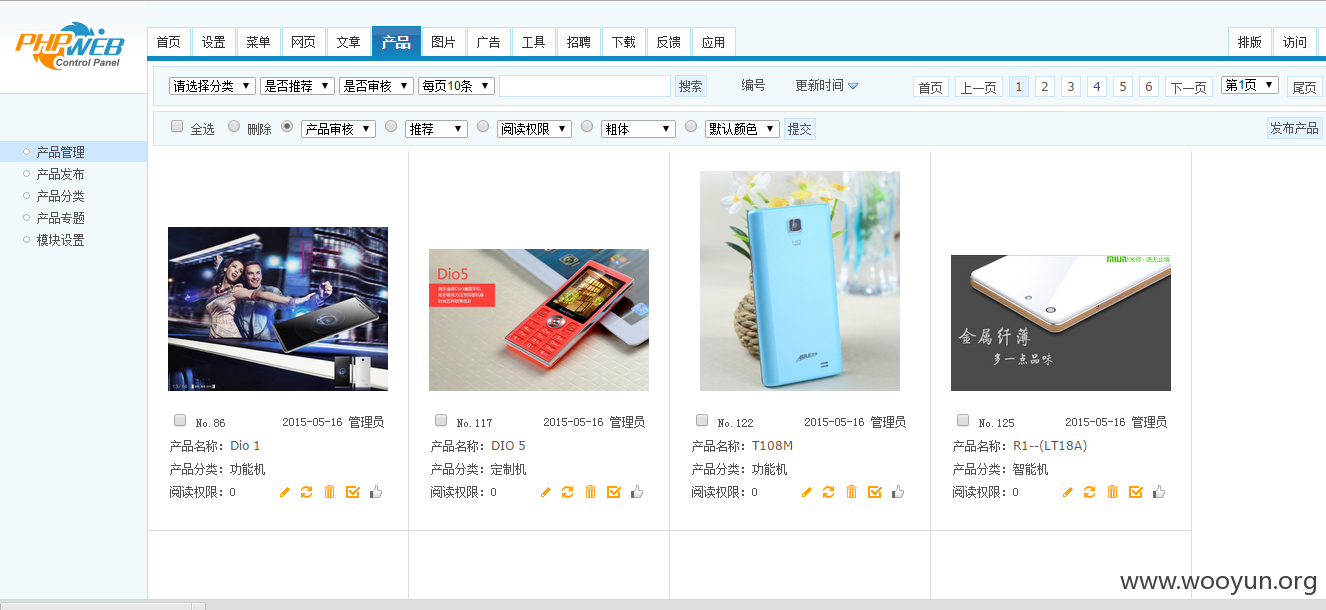 PHPWEB
Control Panel
首页 设置 菜单 网页 文章 产品 图片 广告 工具 招聘 下载 反馈 应用 排版 访问
请选择分类 是否推荐 是否审核 每页10条 搜索 编号 更新时间 首页 上一页 1 2 3 4 5 6 下一页 第1页 尾页
全选 删除 产品审核 推荐 阅读权限 粗体 默认颜色 提交 发布产品
产品管理
产品发布
产品分类
产品专题
模块设置
Dio5
MILIN米邻·进无止境
金属纤薄
多一点品味
No.86 2015-05-16 管理员
产品名称：Dio 1
产品分类：功能机
阅读权限：0
No.117 2015-05-16 管理员
产品名称：DIO 5
产品分类：定制机
阅读权限：0
No.122 2015-05-16 管理员
产品名称：T108M
产品分类：功能机
阅读权限：0
No.125 2015-05-16 管理员
产品名称：R1--(LT18A)
产品分类：智能机
阅读权限：0
www.wooyun.org